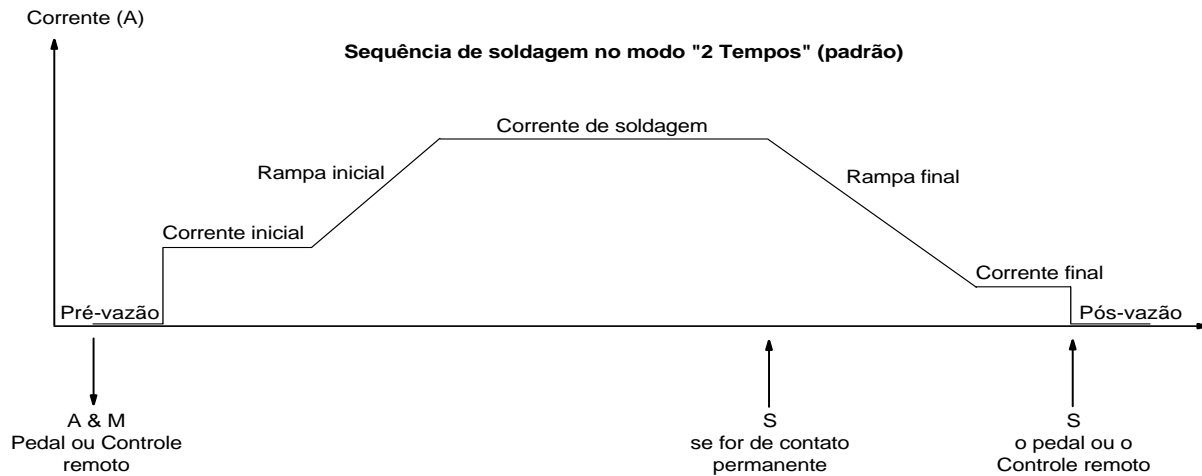 Corrente (A)
Sequência de soldagem no modo "2 Tempos" (padrão)
Corrente de soldagem
Rampa inicial
Rampa final
Corrente inicial
Corrente final
Pré-vazão
Pós-vazão
A & M
Pedal ou Controle
remoto
S
se for de contato
permanente
S
o pedal ou o
Controle remoto